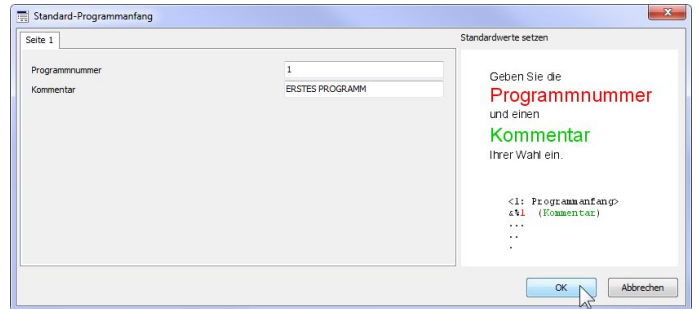 Standard-Programmanfang
Seite 1
Standardwerte setzen
Programmnummer
1
Kommentar
ERSTES PROGRAMM
Geben Sie die
Programmnummer
und einen
Kommentar
Ihrer Wahl ein.
<1: Programmanfang>
&%1 (Kommentar)
...
..
.
OK
Abbrechen